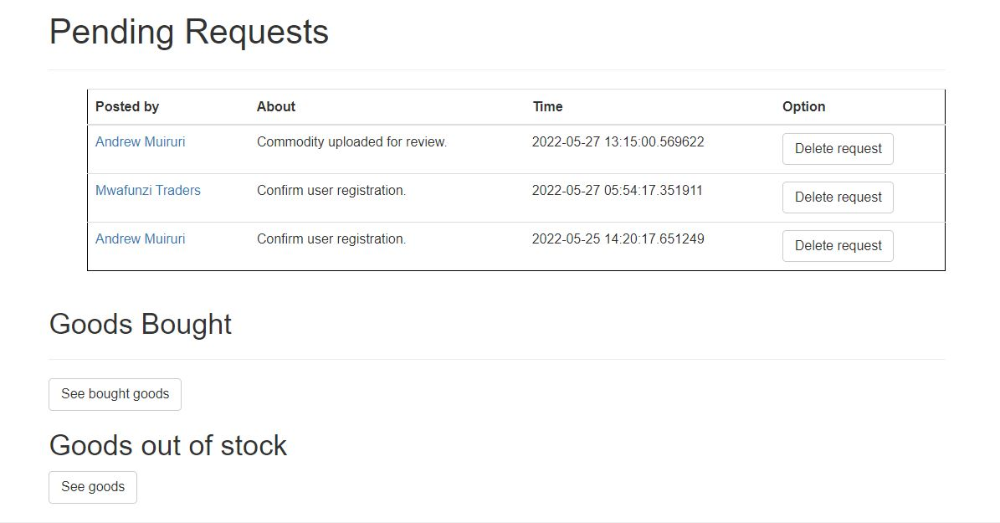 Pending Requests
Posted by About Time Option
Andrew Muiruri Commodity uploaded for review. 2022-05-27 13:15:00.569622 Delete request
Mwafunzi Traders Confirm user registration. 2022-05-27 05:54:17.351911 Delete request
Andrew Muiruri Confirm user registration. 2022-05-25 14:20:17.651249 Delete request
Goods Bought
See bought goods
Goods out of stock
See goods